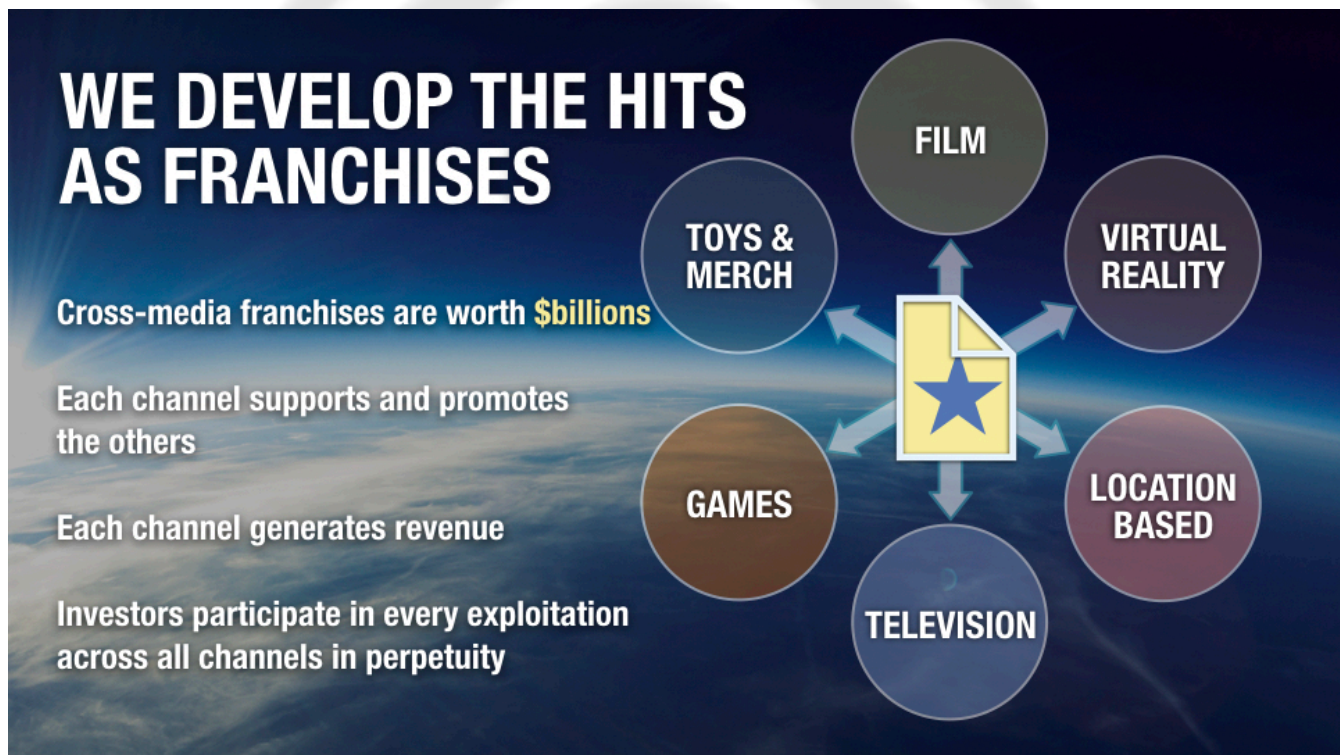 WE DEVELOP THE HITS
AS FRANCHISES
Cross-media franchises are worth $billions
Each channel supports and promotes
the others
Each channel generates revenue
Investors participate in every exploitation
across all channels in perpetuity
FILM
TOYS &
MERCH
VIRTUAL
REALITY
GAMES
LOCATION
BASED
TELEVISION